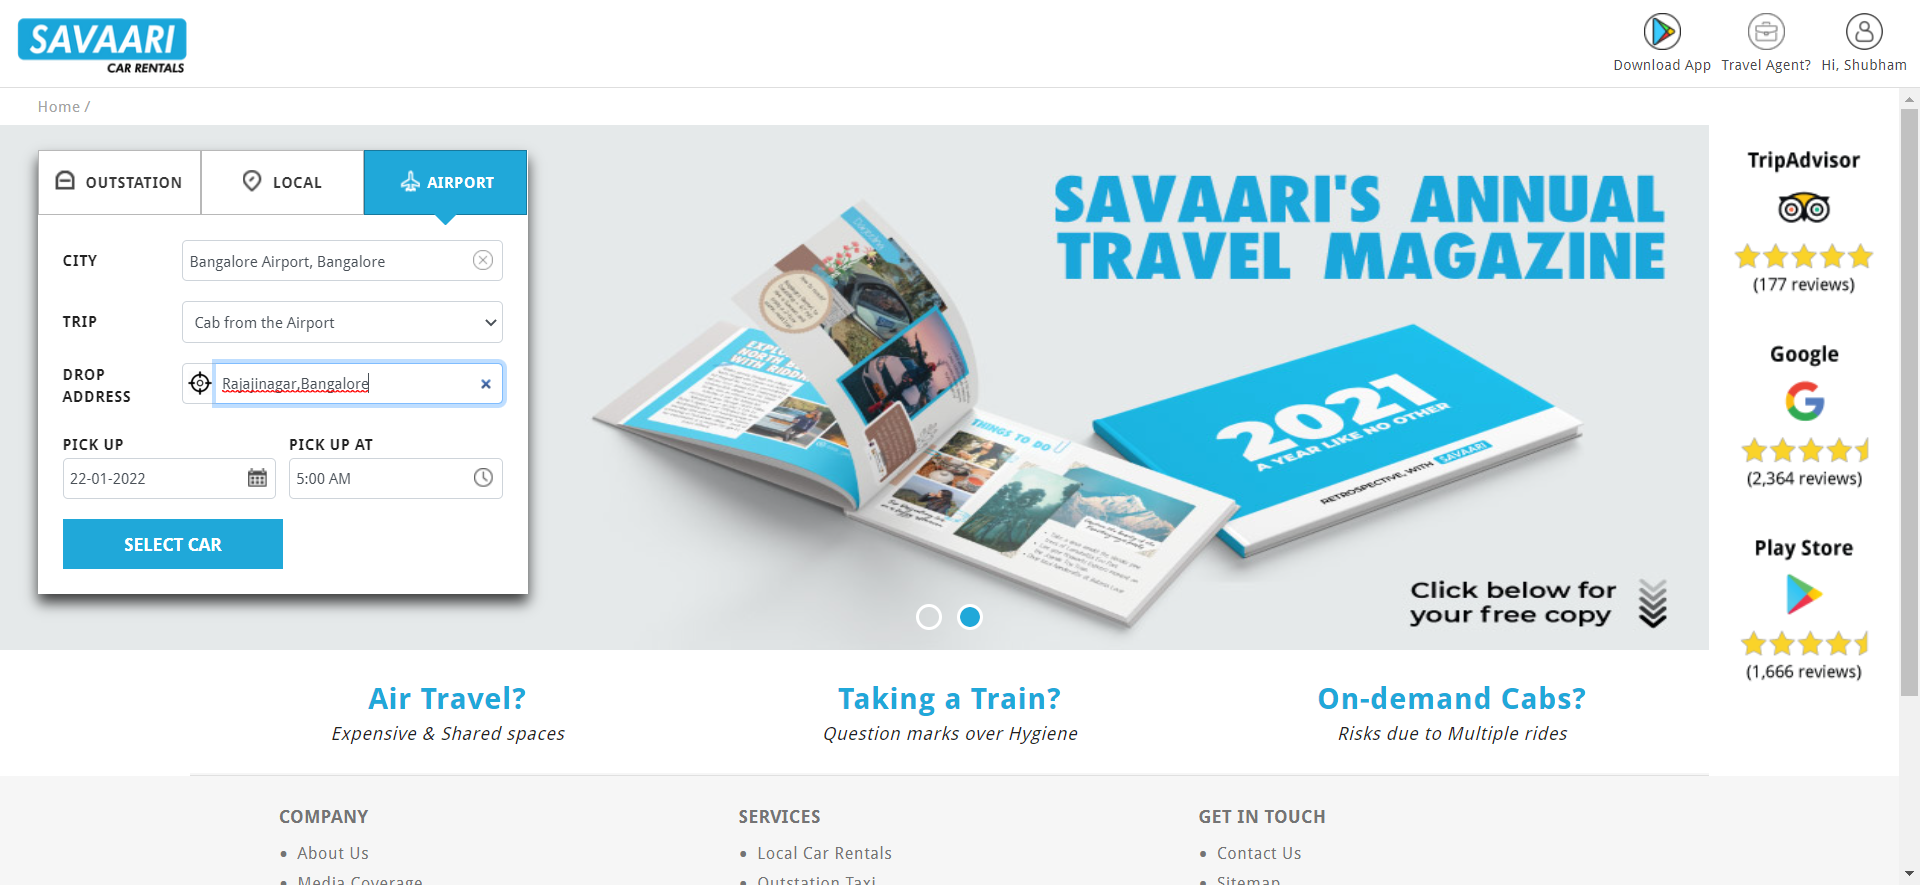 SAVAARI
CAR RENTALS
Download App
Travel Agent?
Hi, Shubham
Home /
OUTSTATION
LOCAL
AIRPORT
CITY
Bangalore Airport, Bangalore
TRIP
Cab from the Airport
DROP
ADDRESS
Rajajinagar,Bangalore
PICK UP
PICK UP AT
22-01-2022
5:00 AM
SELECT CAR
SAVAARI'S ANNUAL
TRAVEL MAGAZINE
THINGS TO DO
2021
A YEAR LIKE NO OTHER
RETROSPECTIVE, WITH SAVAARI
Click below for
your free copy
TripAdvisor
(177 reviews)
Google
(2,364 reviews)
Play Store
(1,666 reviews)
Air Travel?
Expensive & Shared spaces
Taking a Train?
Question marks over Hygiene
On-demand Cabs?
Risks due to Multiple rides
COMPANY
• About Us
• Media Coverage
SERVICES
• Local Car Rentals
• Outstation Taxi
GET IN TOUCH
• Contact Us
• Sitemap